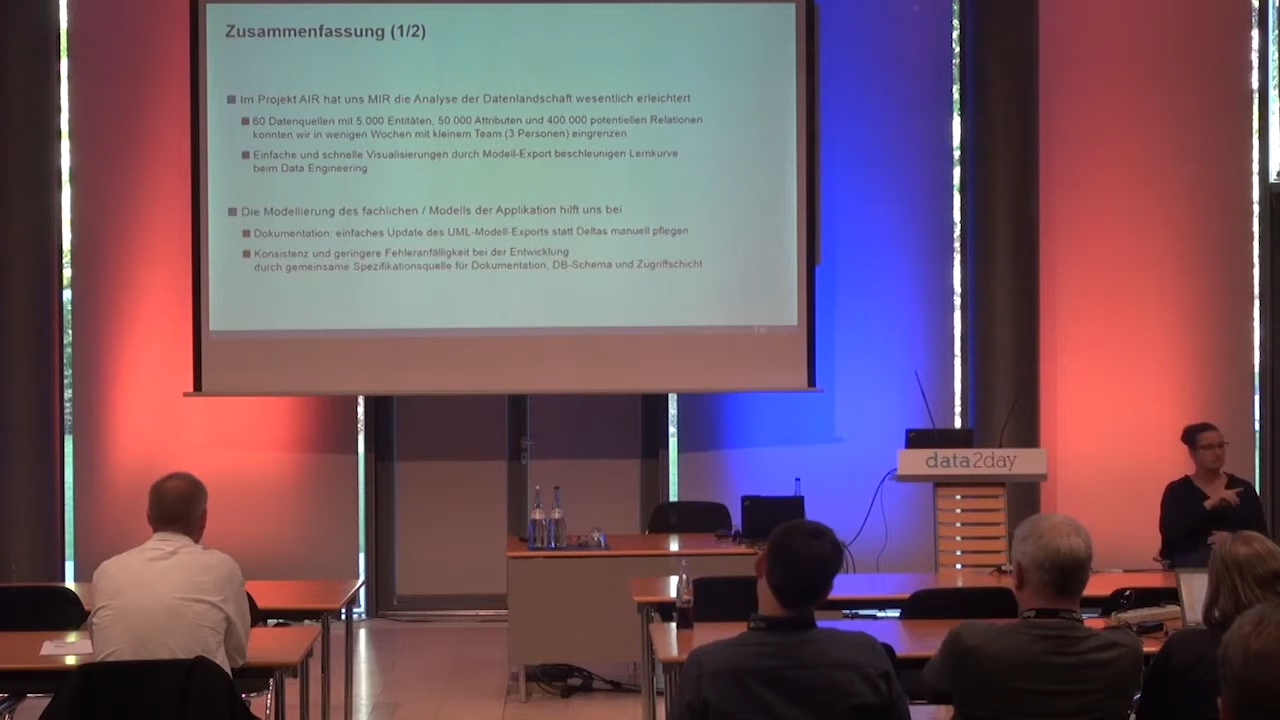 Zusammenfassung (1/2)
Im Projekt AIR hat uns MIR die Analyse der Datenlandschaft wesentlich erleichtert
60 Datenquellen mit 5.000 Entitäten, 50.000 Attributen und 400.000 potentiellen Relationen
konnten wir in wenigen Wochen mit kleinem Team (3 Personen) eingrenzen
Einfache und schnelle Visualisierungen durch Modell-Export beschleunigen Lernkurve
beim Data Engineering
Die Modellierung des fachlichen / Modells der Applikation hilft uns bei
Dokumentation: einfaches Update des UML-Modell-Exports statt Deltas manuell pflegen
Konsistenz und geringere Fehleranfälligkeit bei der Entwicklung
durch gemeinsame Spezifikationsquelle für Dokumentation, DB-Schema und Zugriffschicht
data2day